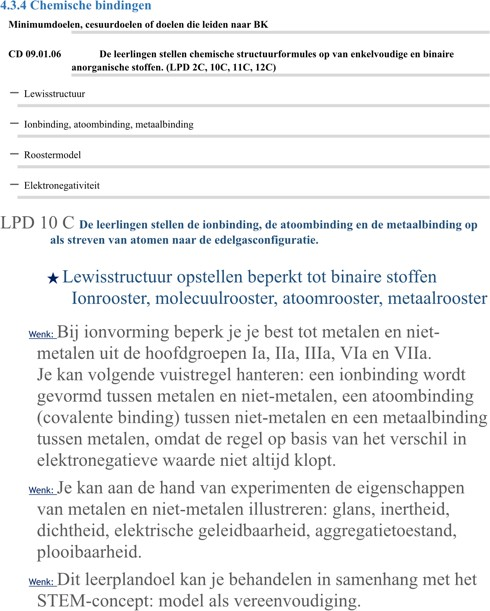 4.3.4 Chemische bindingen
Minimumdoelen, cesuurdoelen of doelen die leiden naar BK
CD 09.01.06 De leerlingen stellen chemische structuurformules op van enkelvoudige en binaire
anorganische stoffen. (LPD 2C, 10C, 11C, 12C)
— Lewisstructuur
— Ionbinding, atoombinding, metaalbinding
— Roostermodel
— Elektronegativiteit
LPD 10 C De leerlingen stellen de ionbinding, de atoombinding en de metaalbinding op
als streven van atomen naar de edelgasconfiguratie.
★ Lewisstructuur opstellen beperkt tot binaire stoffen
Ionrooster, molecuulrooster, atoomrooster, metaalrooster
Wenk: Bij ionvorming beperk je je best tot metalen en niet-
metalen uit de hoofdgroepen Ia, IIa, IIIa, VIa en VIIa.
Je kan volgende vuistregel hanteren: een ionbinding wordt
gevormd tussen metalen en niet-metalen, een atoombinding
(covalente binding) tussen niet-metalen en een metaalbinding
tussen metalen, omdat de regel op basis van het verschil in
elektronegatieve waarde niet altijd klopt.
Wenk: Je kan aan de hand van experimenten de eigenschappen
van metalen en niet-metalen illustreren: glans, inertheid,
dichtheid, elektrische geleidbaarheid, aggregatietoestand,
plooibaarheid.
Wenk: Dit leerplandoel kan je behandelen in samenhang met het
STEM-concept: model als vereenvoudiging.